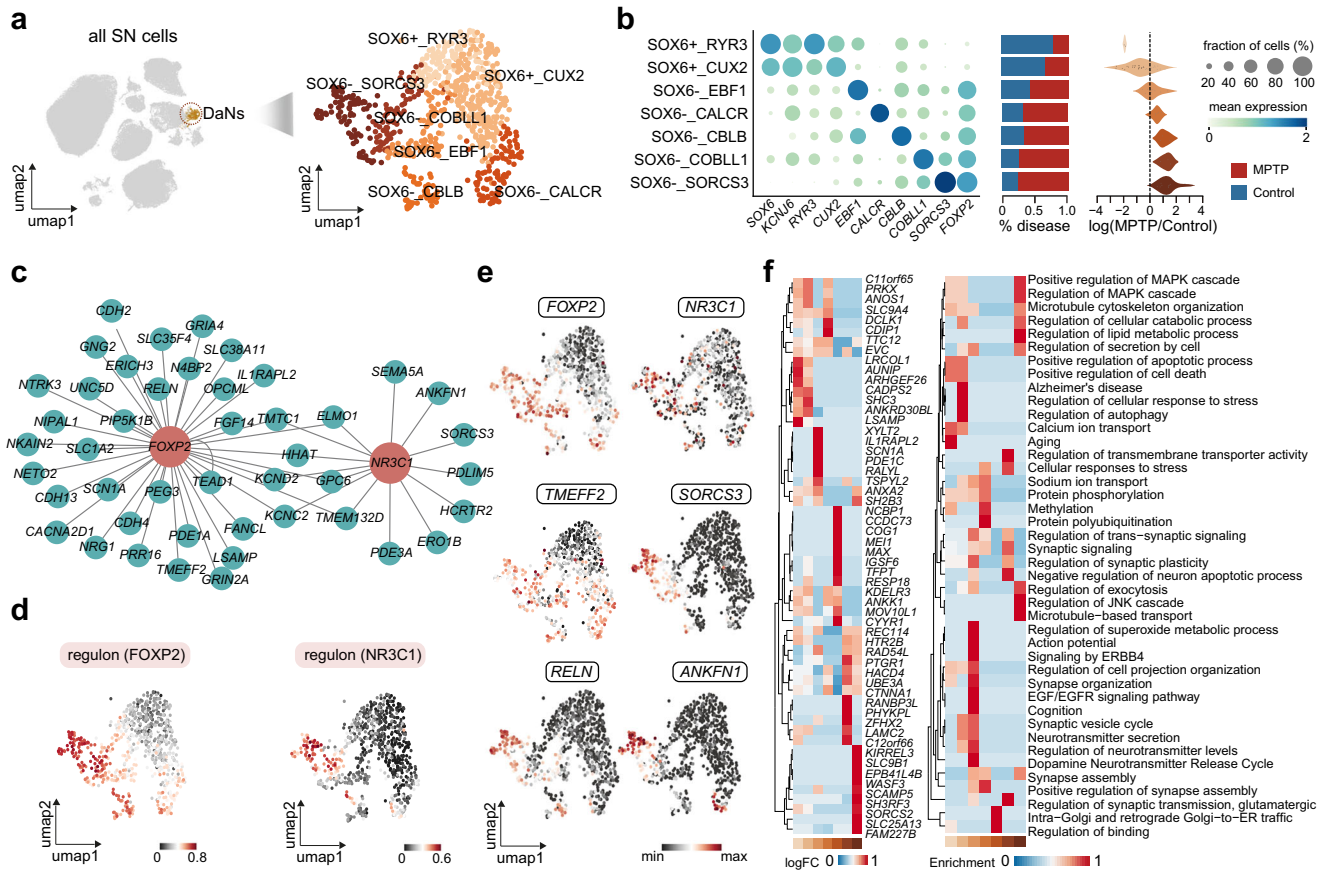 a
all SN cells
DaNs
umap2
umap1
SOX6+_RYR3
SOX6-_SORCS3
SOX6+_CUX2
SOX6-_COBLL1
SOX6-_EBF1
SOX6-_CBLB
SOX6-_CALCR
b
SOX6+_RYR3
SOX6+_CUX2
SOX6-_EBF1
SOX6-_CALCR
SOX6-_CBLB
SOX6-_COBLL1
SOX6-_SORCS3
SOX6
KCNJ6
RYR3
CUX2
EBF1
CALCR
CBLB
COBLL1
SORCS3
FOXP2
0 0.5 1.0
% disease
−4 −2 0 2 4
log(MPTP/Control)
fraction of cells (%)
20 40 60 80 100
mean expression
0 2
MPTP
Control
c
CDH2
GNG2
SLC35F4
GRIA4
ERICH3
N4BP2
SLC38A11
NTRK3
UNC5D
RELN
OPCML
IL1RAPL2
SEMA5A
ANKFN1
NIPAL1
PIP5K1B
FGF14
TMTC1
ELMO1
NKAIN2
SLC1A2
FOXP2
HHAT
NR3C1
SORCS3
NETO2
SCN1A
PEG3
TEAD1
KCND2
GPC6
PDLIM5
CDH13
CDH4
FANCL
KCNC2
TMEM132D
HCRTR2
CACNA2D1
NRG1
PRR16
PDE1A
LSAMP
PDE3A
ERO1B
TMEFF2
GRIN2A
d
regulon (FOXP2)
regulon (NR3C1)
umap2
umap1
0 0.8
umap2
umap1
0 0.6
e
FOXP2
NR3C1
TMEFF2
SORCS3
RELN
ANKFN1
umap2
umap1
min max
f
C11orf65
PRKX
ANOS1
SLC9A4
DCLK1
CDIP1
TTC12
EVC
LRCOL1
AUNIP
ARHGEF26
CADPS2
SHC3
ANKRD30BL
LSAMP
XYLT2
IL1RAPL2
SCN1A
PDE1C
RALYL
TSPYL2
ANXA2
SH2B3
NCBP1
CCDC73
COG1
MEI1
MAX
IGSF6
TFPT
RESP18
KDELR3
ANKK1
MOV10L1
CYYR1
REC114
HTR2B
RAD54L
PTGR1
HACD4
UBE3A
CTNNA1
RANBP3L
PHYKPL
ZFHX2
LAMC2
C12orf66
KIRREL3
SLC9B1
EPB41L4B
WASF3
SCAMP5
SH3RF3
SORCS2
SLC25A13
FAM227B
logFC 0 1
Positive regulation of MAPK cascade
Regulation of MAPK cascade
Microtubule cytoskeleton organization
Regulation of cellular catabolic process
Regulation of lipid metabolic process
Regulation of secretion by cell
Positive regulation of apoptotic process
Positive regulation of cell death
Alzheimer's disease
Regulation of cellular response to stress
Regulation of autophagy
Calcium ion transport
Aging
Regulation of transmembrane transporter activity
Cellular responses to stress
Sodium ion transport
Protein phosphorylation
Methylation
Protein polyubiquitination
Regulation of trans−synaptic signaling
Synaptic signaling
Regulation of synaptic plasticity
Negative regulation of neuron apoptotic process
Regulation of exocytosis
Regulation of JNK cascade
Microtubule−based transport
Regulation of superoxide metabolic process
Action potential
Signaling by ERBB4
Regulation of cell projection organization
Synapse organization
EGF/EGFR signaling pathway
Cognition
Synaptic vesicle cycle
Neurotransmitter secretion
Regulation of neurotransmitter levels
Dopamine Neurotransmitter Release Cycle
Synapse assembly
Positive regulation of synapse assembly
Regulation of synaptic transmission, glutamatergic
Intra−Golgi and retrograde Golgi−to−ER traffic
Regulation of binding
Enrichment 0 1